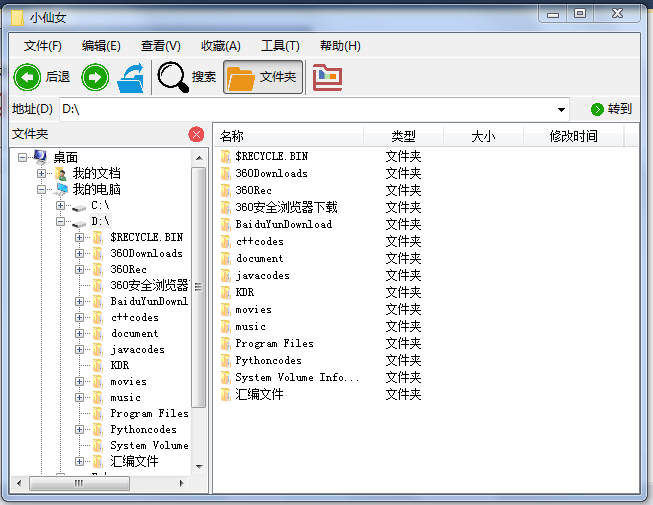 小仙女
文件(F) 编辑(E) 查看(V) 收藏(A) 工具(T) 帮助(H)
后退 搜索 文件夹
地址(D) D:\ 转到
文件夹
桌面
我的文档
我的电脑
C:\
D:\
$RECYCLE.BIN
360Downloads
360Rec
360安全浏览器
BaiduYunDownl
c++codes
document
javacodes
KDR
movies
music
Program Files
Pythoncodes
System Volume
汇编文件
名称 类型 大小 修改时间
$RECYCLE.BIN 文件夹
360Downloads 文件夹
360Rec 文件夹
360安全浏览器下载 文件夹
BaiduYunDownload 文件夹
c++codes 文件夹
document 文件夹
javacodes 文件夹
KDR 文件夹
movies 文件夹
music 文件夹
Program Files 文件夹
Pythoncodes 文件夹
System Volume Info... 文件夹
汇编文件 文件夹